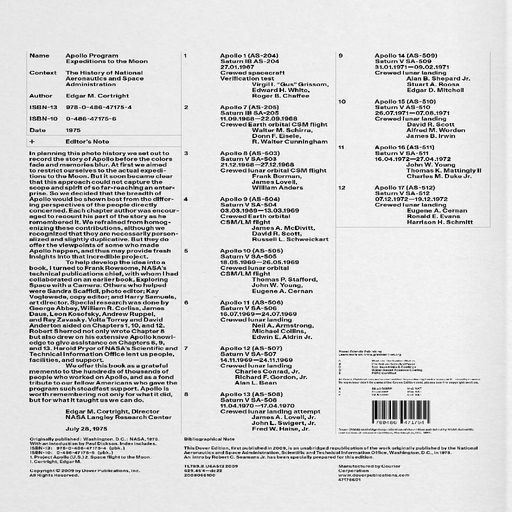 Name Apollo Program
Expeditions to the Moon
Context The History of National
Aeronautics and Space
Administration
Author Edgar M. Cortright
ISBN-13 978-0-486-47175-4
ISBN-10 0-486-47175-6
Date 1975
+ Editor's Note
In planning this photo history we set out to
record the story of Apollo before the colors
fade and memories blur. At first we aimed
to restrict ourselves to the actual expedi-
tions to the Moon. But it soon became clear
that this approach could not capture the
scope and spirit of so far-reaching an enter-
prise. So we decided that the breadth of
Apollo would be shown best from the differ-
ing perspectives of the people directly
concerned. Each chapter author was encour-
aged to recount his part of the story as he
remembered it. We refrained from homog-
enizing these contributions, although we
recognized that they are necessarily person-
alized and slightly duplicative. But they do
offer the viewpoints of some who made
Apollo happen, and thus may provide fresh
insights into that incredible project.
To help develop the idea into a
book, I turned to Frank Rowsome, NASA's
technical publications chief, with whom I had
collaborated on an earlier book, Exploring
Space with a Camera. Others who helped
were Sandra Scaffidi, photo editor; Kay
Voglewede, copy editor; and Harry Samuels,
art director. Special research was done by
George Abbey, William R. Corliss, James
Daus, Leon Kosofsky, Andrew Ruppel,
and Ray Zavasky. Volta Torrey and David
Anderton aided on Chapters 1, 10, and 12.
Robert Sherrod not only wrote Chapter 8
but also drew on his extensive Apollo knowl-
edge to give assistance on Chapters 6, 9,
and 13. Harold Pryor of NASA's Scientific and
Technical Information Office lent us people,
facilities, and support.
We offer this book as a grateful
memento to the hundreds of thousands of
people who worked on Apollo, and as a fond
tribute to our fellow Americans who gave the
program such steadfast support. Apollo is
worth remembering not only for what it did,
but for what it taught us we can do.
Edgar M. Cortright, Director
NASA Langley Research Center
July 28, 1975
1 Apollo 1 (AS-204)
Saturn IB AS-204
27.01.1967
Crewed spacecraft
Verification test
Virgil I. "Gus" Grissom,
Edward H. White,
Roger B. Chaffee
2 Apollo 7 (AS-205)
Saturn IB SA-205
11.09.1968—22.09.1968
Crewed Earth orbital CSM flight
Walter M. Schirra,
Donn F. Eisele,
R. Walter Cunningham
3 Apollo 8 (AS-503)
Saturn V SA-503
21.12.1968—27.12.1968
Crewed lunar orbital CSM flight
Frank Borman,
James Lovell,
William Anders
4 Apollo 9 (AS-504)
Saturn V SA-504
03.03.1969—13.03.1969
Crewed Earth orbital
CSM/LM flight
James A. McDivitt,
David R. Scott,
Russell L. Schweickart
5 Apollo 10 (AS-505)
Saturn V SA-505
18.05.1969—26.05.1969
Crewed lunar orbital
CSM/LM flight
Thomas P. Stafford,
John W. Young,
Eugene A. Cernan
6 Apollo 11 (AS-506)
Saturn V SA-506
16.07.1969—24.07.1969
Crewed lunar landing
Neil A. Armstrong,
Michael Collins,
Edwin E. Aldrin Jr.
7 Apollo 12 (AS-507)
Saturn V SA-507
14.11.1969—24.11.1969
Crewed lunar landing
Charles Conrad, Jr.
Richard F. Gordon, Jr.
Alan L. Bean
8 Apollo 13 (AS-508)
Saturn V SA-508
11.04.1970—17.04.1970
Crewed lunar landing attempt
James A. Lovell, Jr.
John L. Swigert, Jr.
Fred W. Haise, Jr.
9 Apollo 14 (AS-509)
Saturn V SA-509
31.01.1971—09.02.1971
Crewed lunar landing
Alan B. Shepard Jr.
Stuart A. Roosa
Edgar D. Mitchell
10 Apollo 15 (AS-510)
Saturn V AS-510
26.07.1971—07.08.1971
Crewed lunar landing
David R. Scott
Alfred M. Worden
James B. Irwin
11 Apollo 16 (AS-511)
Saturn V SA-511
16.04.1972—27.04.1972
John W. Young
Thomas K. Mattingly II
Charles M. Duke Jr.
12 Apollo 17 (AS-512)
Saturn V SA-512
07.12.1972—19.12.1972
Crewed lunar landing
Eugene A. Cernan
Ronald E. Evans
Harrison H. Schmitt
Originally published: Washington, D.C.: NASA, 1975.
With an introduction by Paul Dickson. Includes index.
ISBN-13: 978-0-486-47175-4 (pbk.)
ISBN-10: 0-486-47175-6 (pbk.)
1. Project Apollo (U.S.) 2. Space flight to the Moon.
I. Cortright, Edgar M.
Copyright © 2009 by Dover Publications, Inc.
All Rights Reserved.
Bibliographical Note
This Dover Edition, first published in 2009, is an unabridged republication of the work originally published by the National
Aeronautics and Space Administration, Scientific and Technical Information Office, Washington, D.C., in 1975.
An intro by Robert C. Seamans Jr. has been specially prepared for this edition.
629.45'4—dc22
Manufactured by Courier
Corporation
www.doverpublications.com
47175601